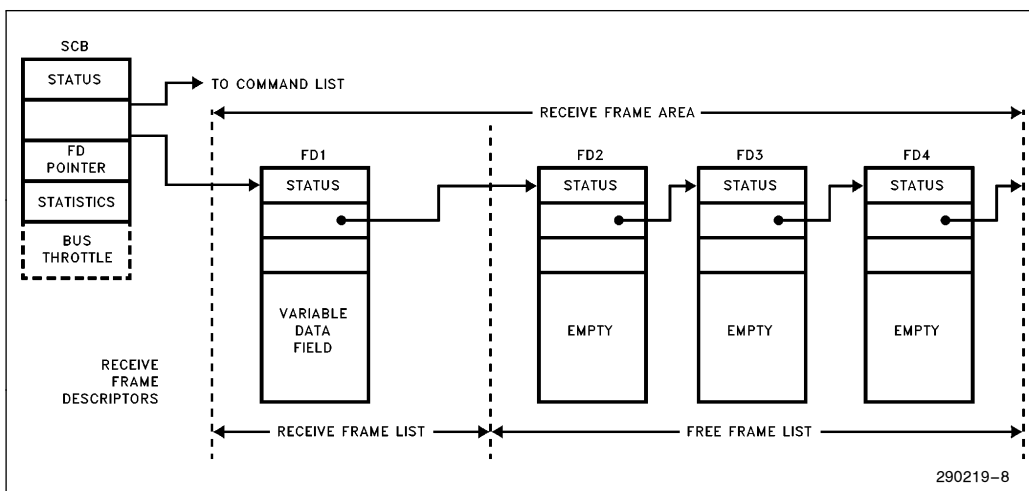 SCB
STATUS
TO COMMAND LIST
RECEIVE FRAME AREA
FD
POINTER
STATISTICS
BUS
THROTTLE
FD1
STATUS
VARIABLE
DATA
FIELD
FD2
STATUS
EMPTY
FD3
STATUS
EMPTY
FD4
STATUS
EMPTY
RECEIVE
FRAME
DESCRIPTORS
RECEIVE FRAME LIST
FREE FRAME LIST
290219–8